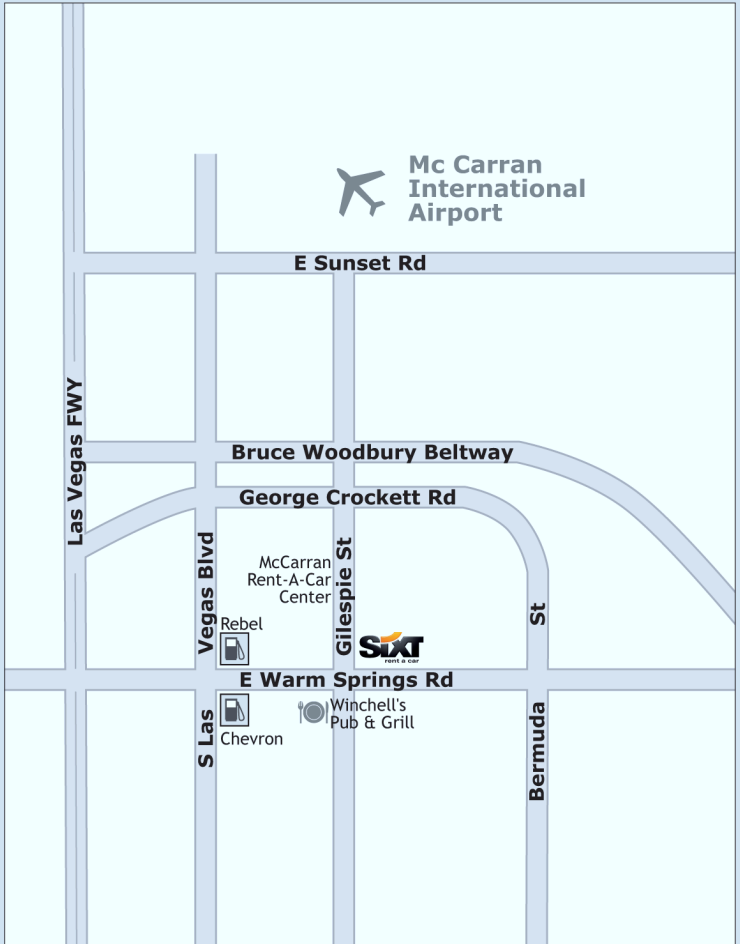 Mc Carran
International
Airport
E Sunset Rd
Las Vegas FWY
Bruce Woodbury Beltway
George Crockett Rd
S Las Vegas Blvd
McCarran
Rent-A-Car
Center
Gilespie St
Bermuda St
Rebel
SiXT
rent a car
E Warm Springs Rd
Winchell's
Pub & Grill
Chevron